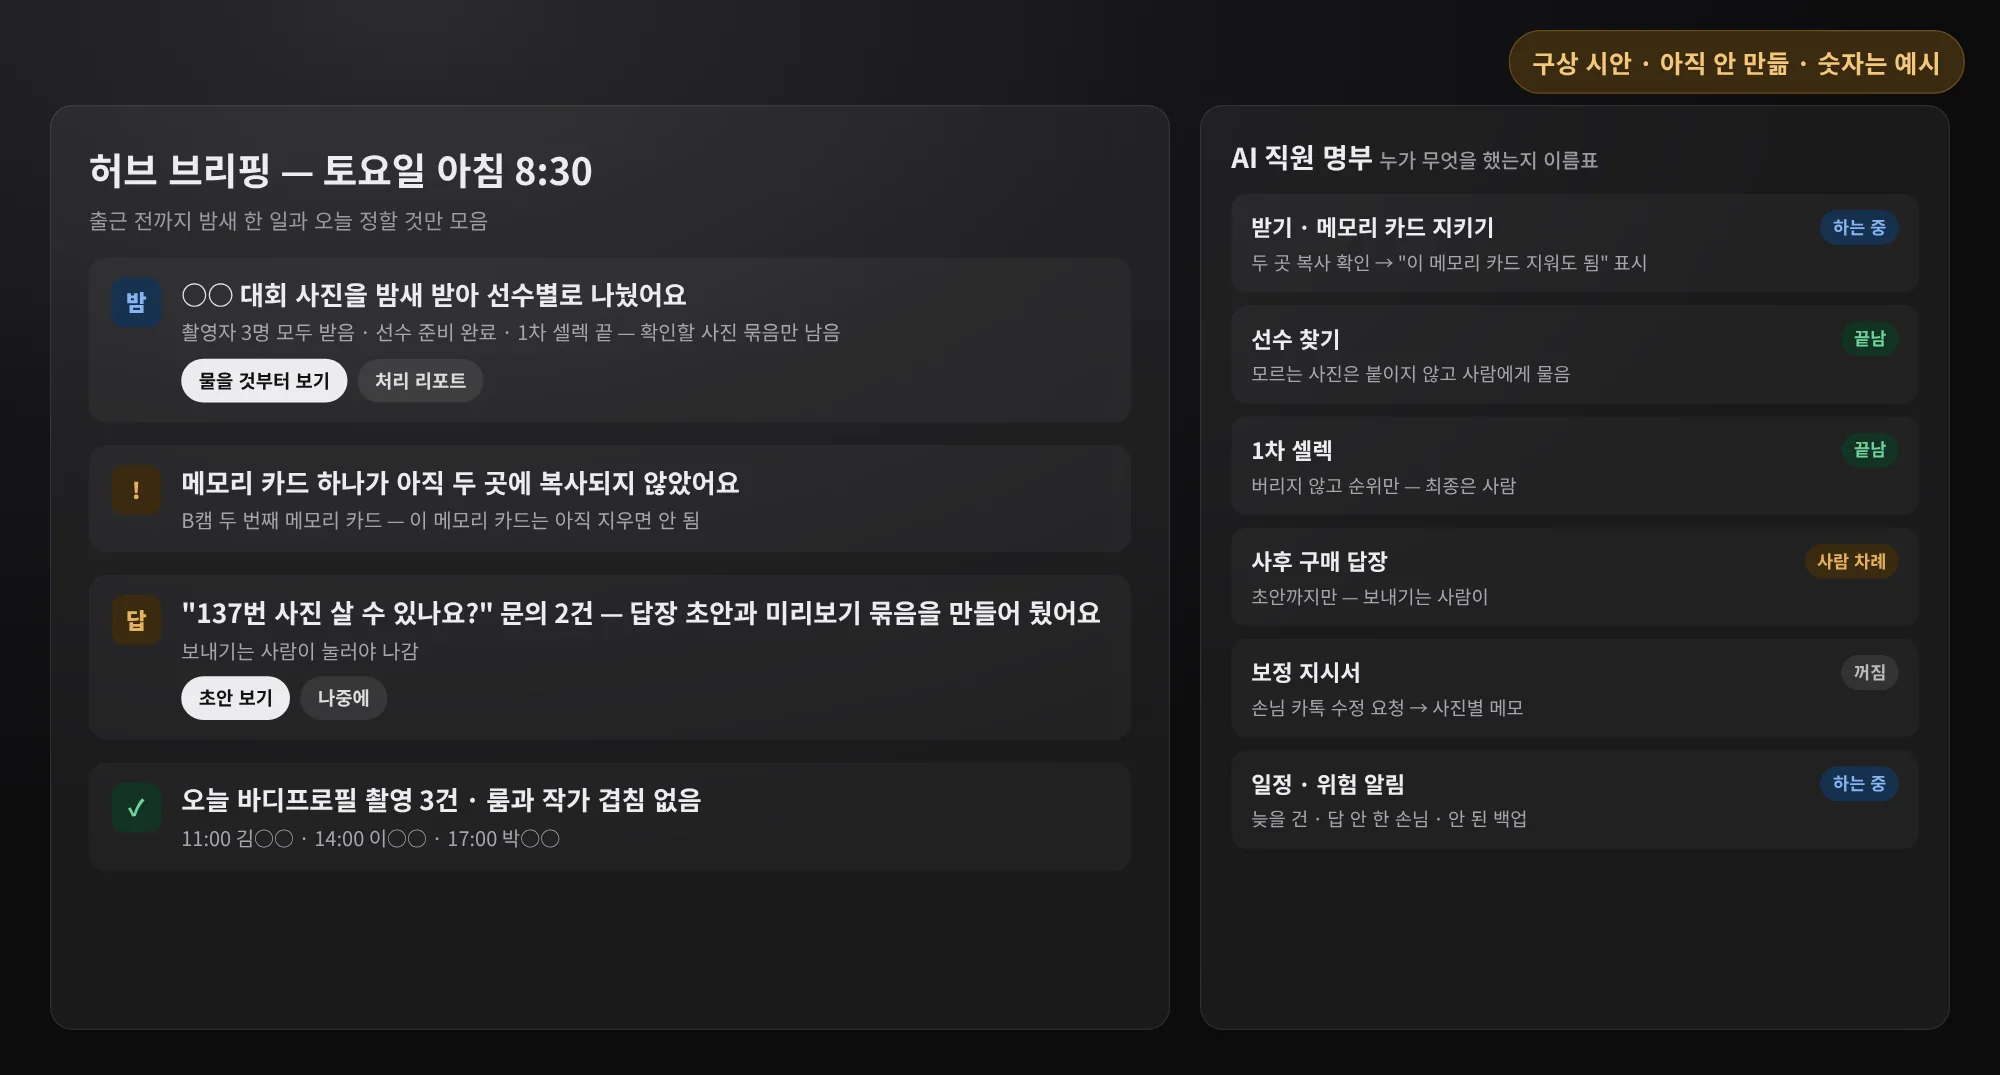 구상 시안 · 아직 안 만듦 · 숫자는 예시
허브 브리핑 — 토요일 아침 8:30
출근 전까지 밤새 한 일과 오늘 정할 것만 모음
밤
○○ 대회 사진을 밤새 받아 선수별로 나눴어요
촬영자 3명 모두 받음 · 선수 준비 완료 · 1차 셀렉 끝 — 확인할 사진 묶음만 남음
물을 것부터 보기
처리 리포트
!
메모리 카드 하나가 아직 두 곳에 복사되지 않았어요
B캠 두 번째 메모리 카드 — 이 메모리 카드는 아직 지우면 안 됨
답
"137번 사진 살 수 있나요?" 문의 2건 — 답장 초안과 미리보기 묶음을 만들어 뒀어요
보내기는 사람이 눌러야 나감
초안 보기
나중에
✓
오늘 바디프로필 촬영 3건 · 룸과 작가 겹침 없음
11:00 김○○ · 14:00 이○○ · 17:00 박○○
AI 직원 명부 누가 무엇을 했는지 이름표
받기 · 메모리 카드 지키기
하는 중
두 곳 복사 확인 → "이 메모리 카드 지워도 됨" 표시
선수 찾기
끝남
모르는 사진은 붙이지 않고 사람에게 물음
1차 셀렉
끝남
버리지 않고 순위만 — 최종은 사람
사후 구매 답장
사람 차례
초안까지만 — 보내기는 사람이
보정 지시서
꺼짐
손님 카톡 수정 요청 → 사진별 메모
일정 · 위험 알림
하는 중
늦을 건 · 답 안 한 손님 · 안 된 백업